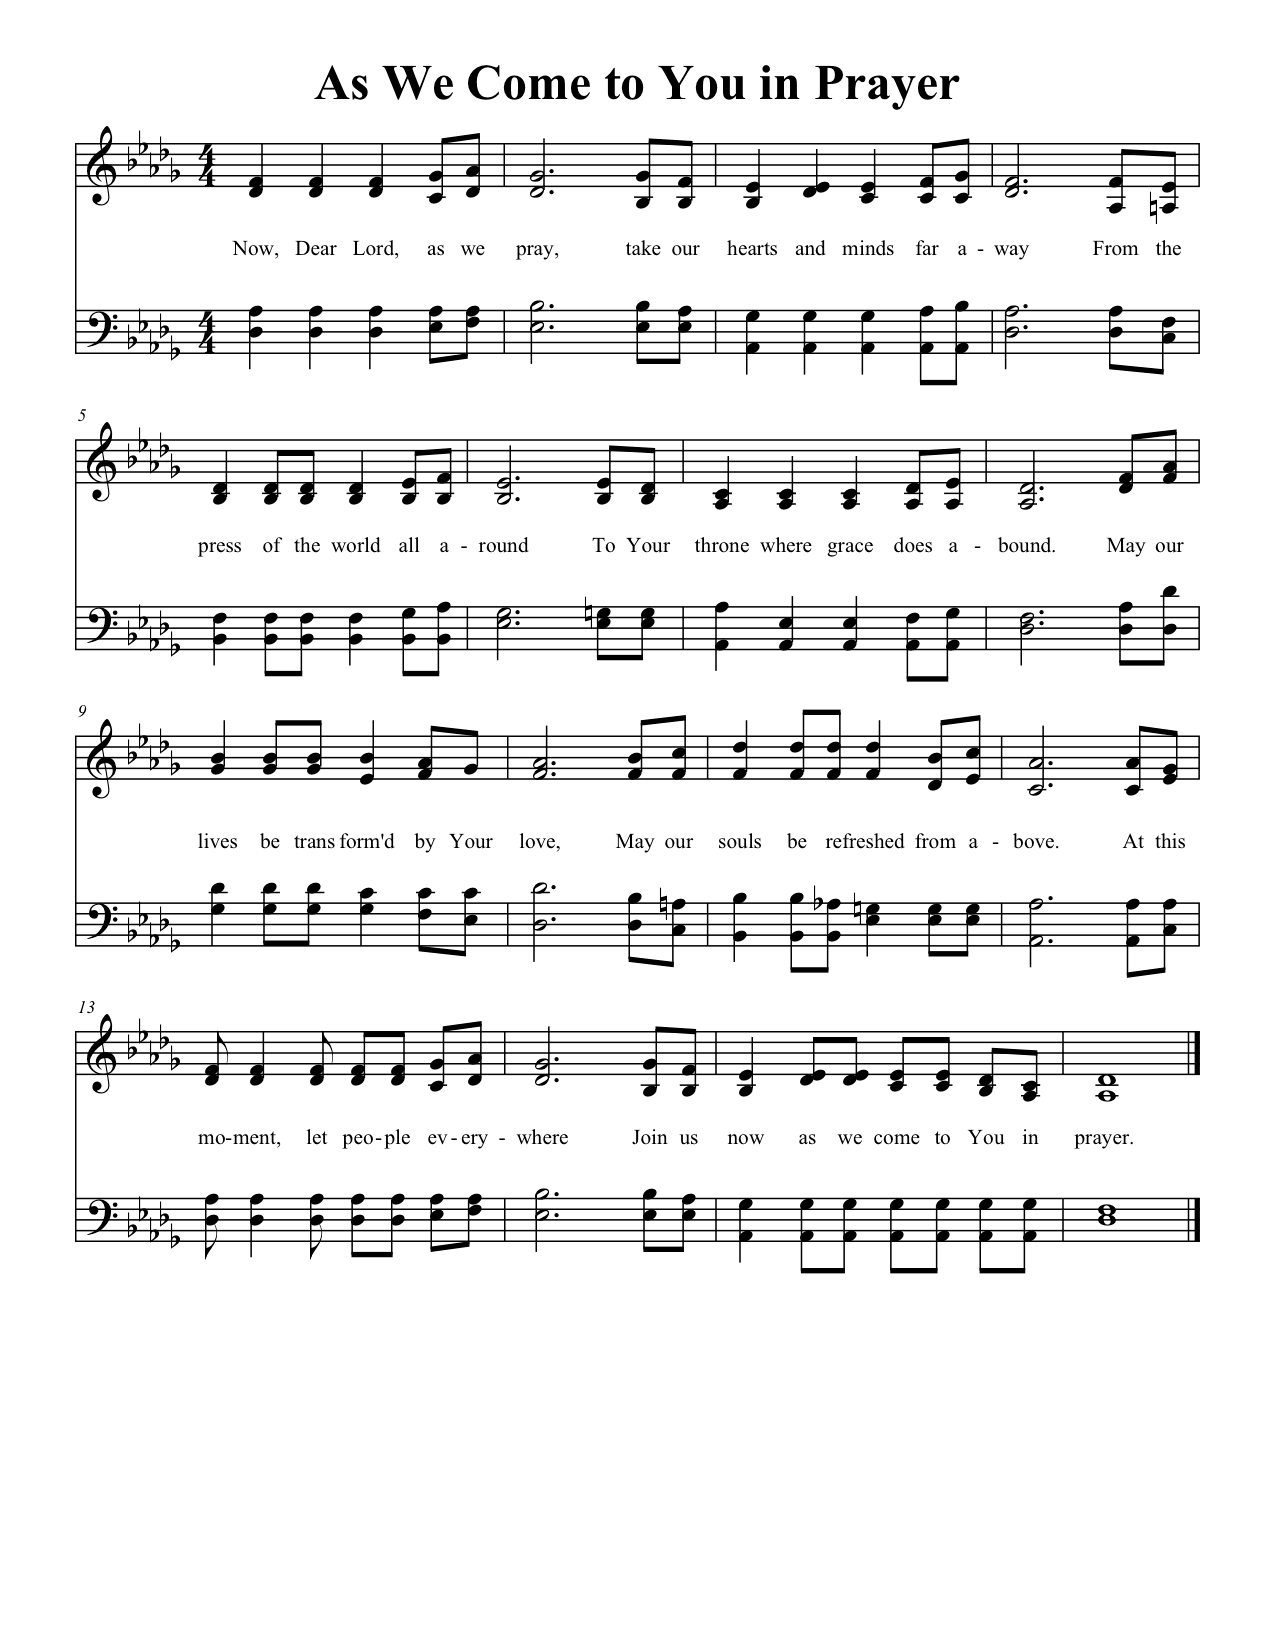 As We Come to You in Prayer
4 4
Now, Dear Lord, as we pray, take our hearts and minds far a - way From the
4 4
5
press of the world all a - round To Your throne where grace does a - bound. May our
9
lives be trans form'd by Your love, May our souls be refreshed from a - bove. At this
13
mo-ment, let peo-ple ev-ery - where Join us now as we come to You in prayer.